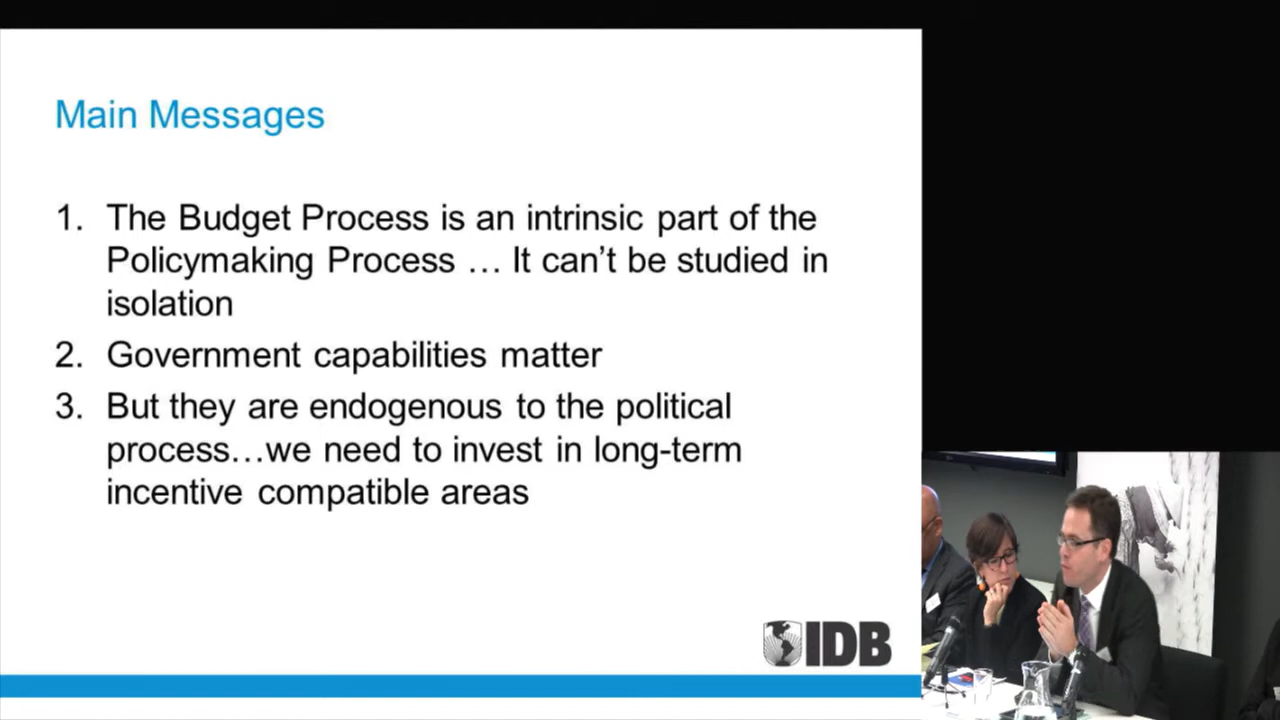 Main Messages
1. The Budget Process is an intrinsic part of the
Policymaking Process … It can’t be studied in
isolation
2. Government capabilities matter
3. But they are endogenous to the political
process…we need to invest in long-term
incentive compatible areas
IDB